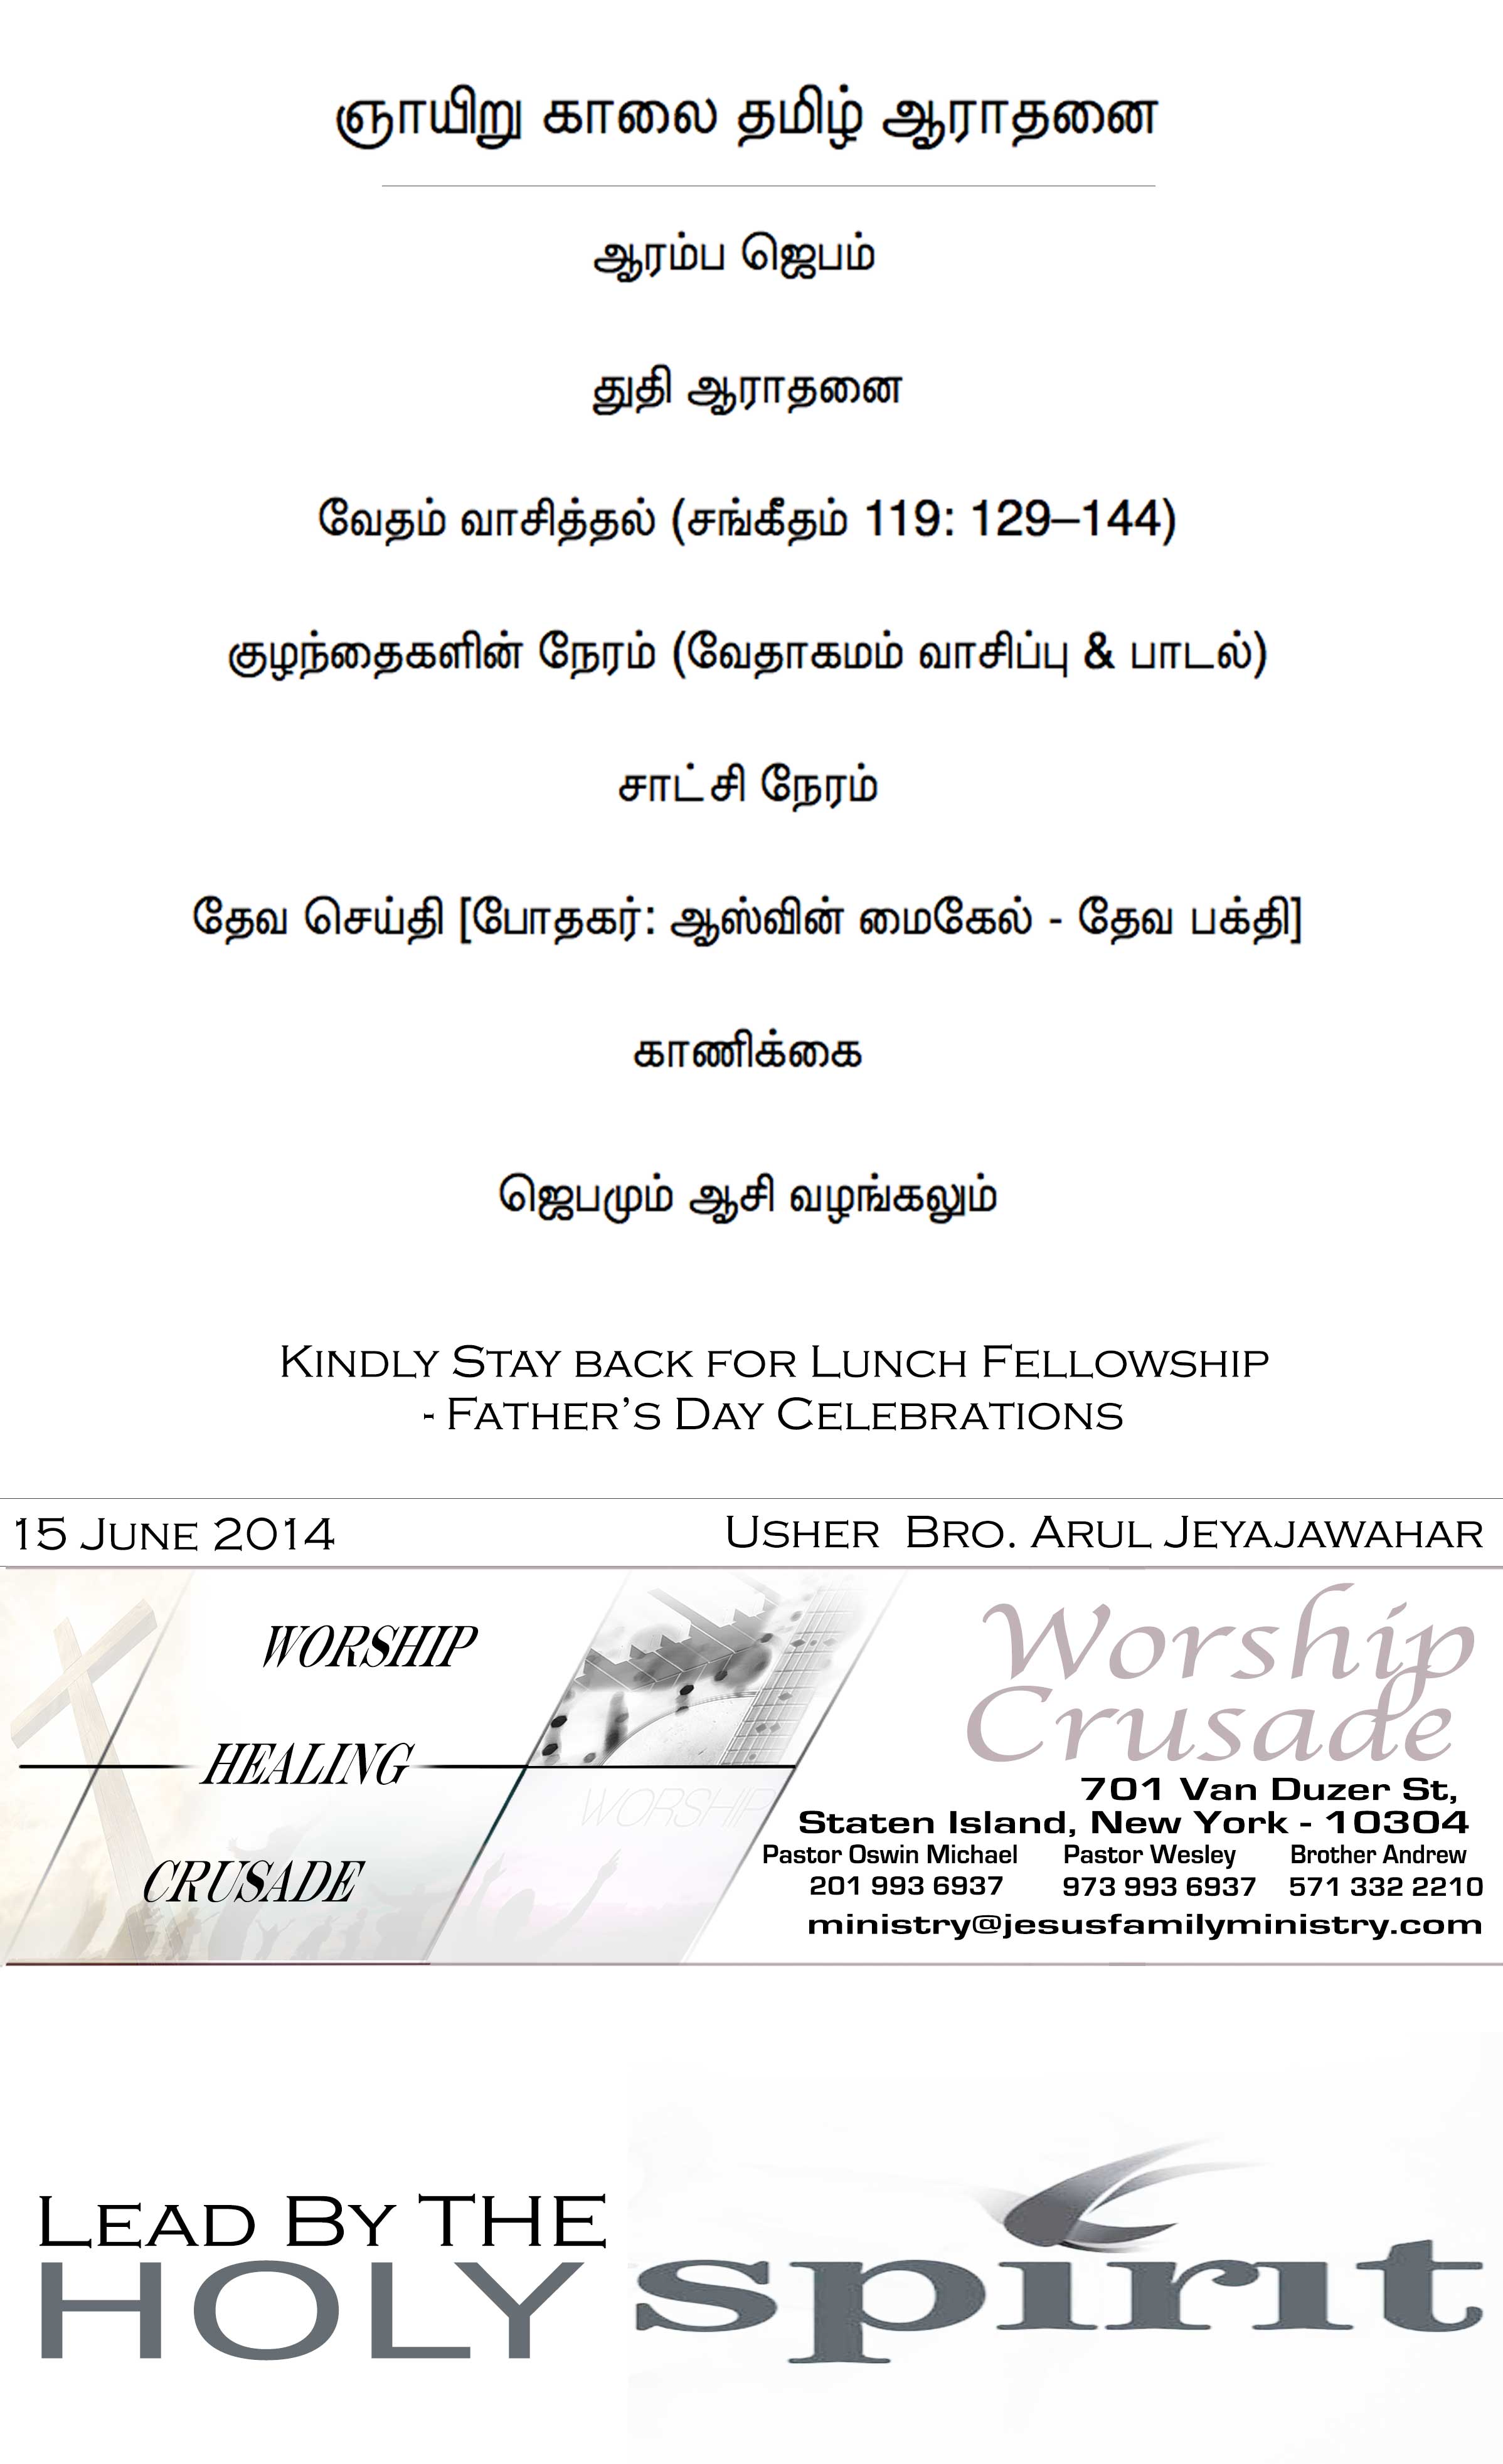 ஞாயிறு காலை தமிழ் ஆராதனை
ஆரம்ப ஜெபம்
துதி ஆராதனை
வேதம் வாசித்தல் (சங்கீதம் 119: 129–144)
குழந்தைகளின் நேரம் (வேதாகமம் வாசிப்பு & பாடல்)
சாட்சி நேரம்
தேவ செய்தி [போதகர்: ஆஸ்வின் மைகேல் - தேவ பக்தி]
காணிக்கை
ஜெபமும் ஆசி வழங்கலும்
Kindly Stay back for Lunch Fellowship
- Father’s Day Celebrations
15 June 2014 Usher Bro. Arul Jeyajawahar
WORSHIP
HEALING
CRUSADE
WORSHIP
Worship
Crusade
701 Van Duzer St,
Staten Island, New York - 10304
Pastor Oswin Michael Pastor Wesley Brother Andrew
201 993 6937 973 993 6937 571 332 2210
ministry@jesusfamilyministry.com
Lead By THE
HOLY spirit